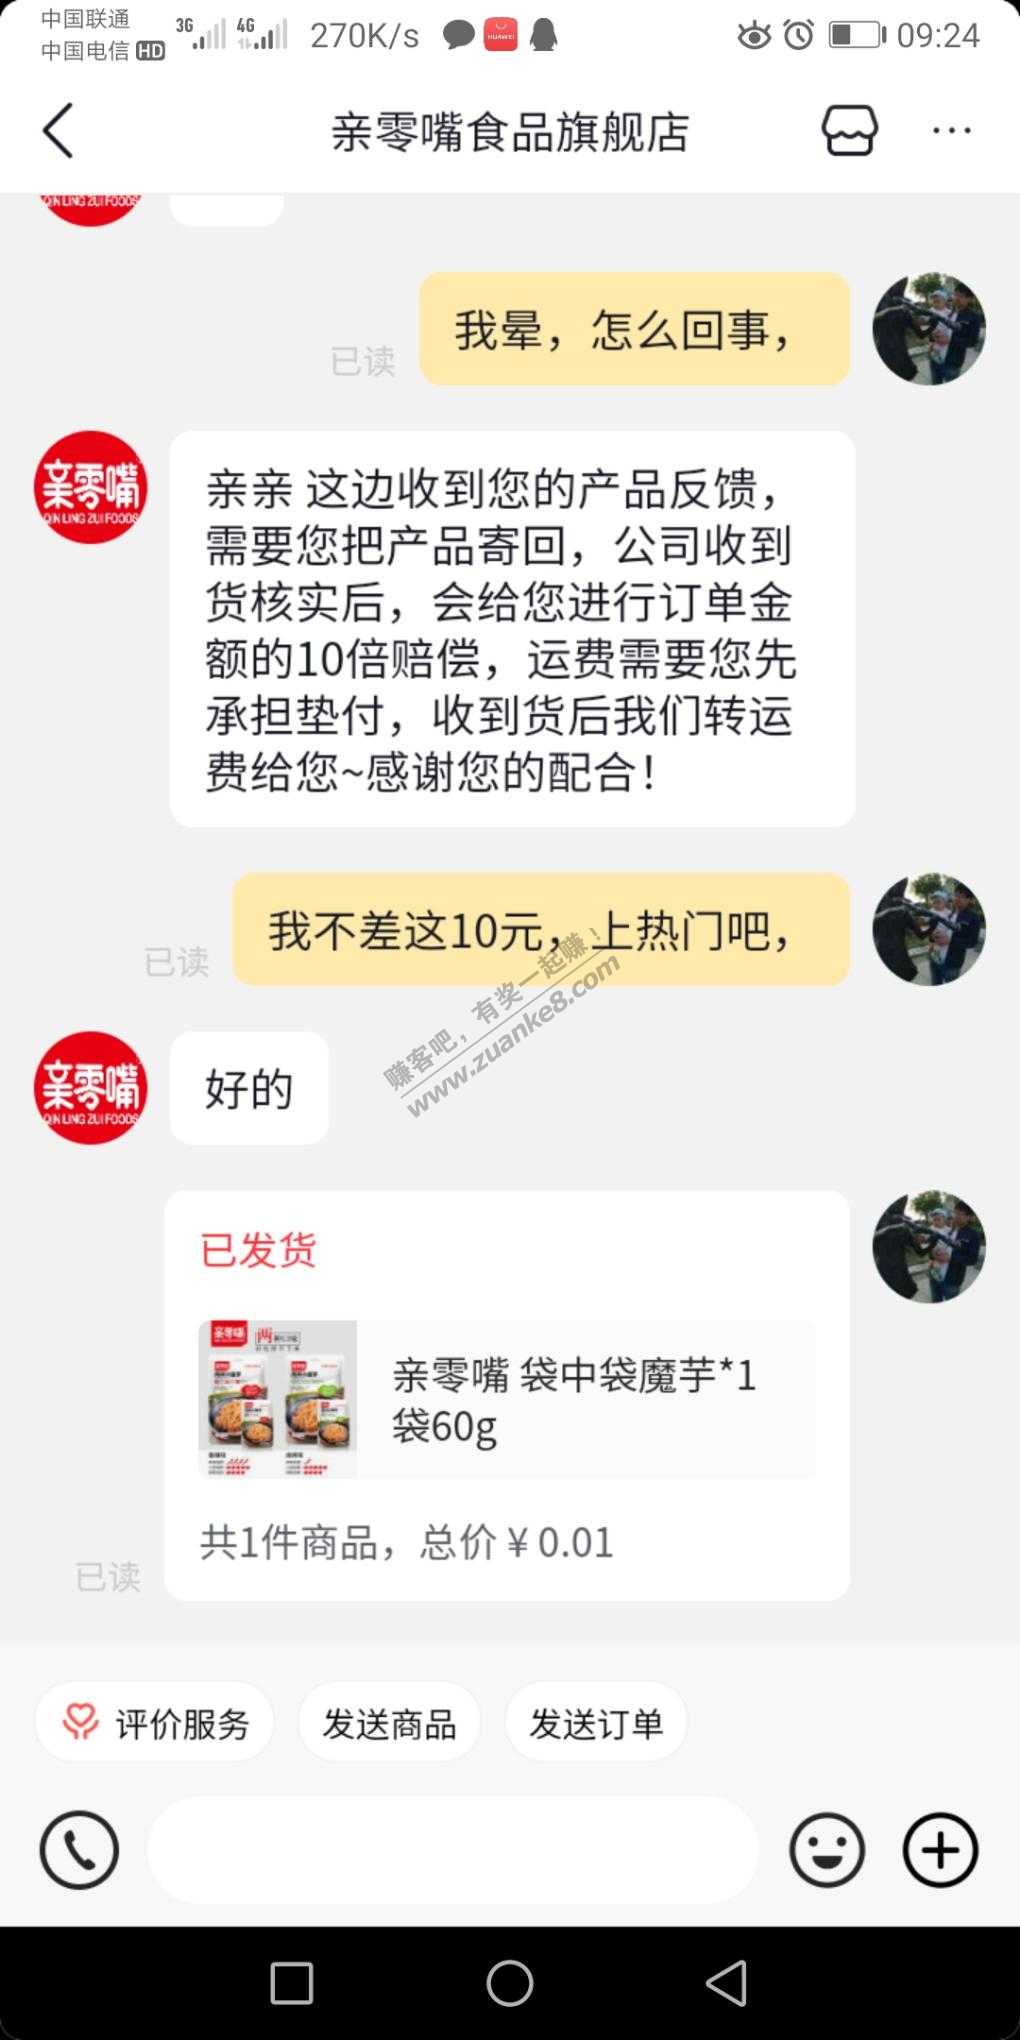 中国联通
中国电信 HD
3G
4G
270K/s
HUAWEI
09:24
亲零嘴食品旗舰店
QIN LING ZUI FOODS
我晕，怎么回事，
已读
亲零嘴
QIN LING ZUI FOODS
亲亲 这边收到您的产品反馈，
需要您把产品寄回，公司收到
货核实后，会给您进行订单金
额的10倍赔偿，运费需要您先
承担垫付，收到货后我们转运
费给您~感谢您的配合！
我不差这10元，上热门吧，
已读
赚客吧，有奖一起赚！
www.zuanke8.com
亲零嘴
QIN LING ZUI FOODS
好的
已发货
亲零嘴
两
亲零嘴 袋中袋魔芋*1
袋60g
共1件商品，总价￥0.01
已读
评价服务
发送商品
发送订单